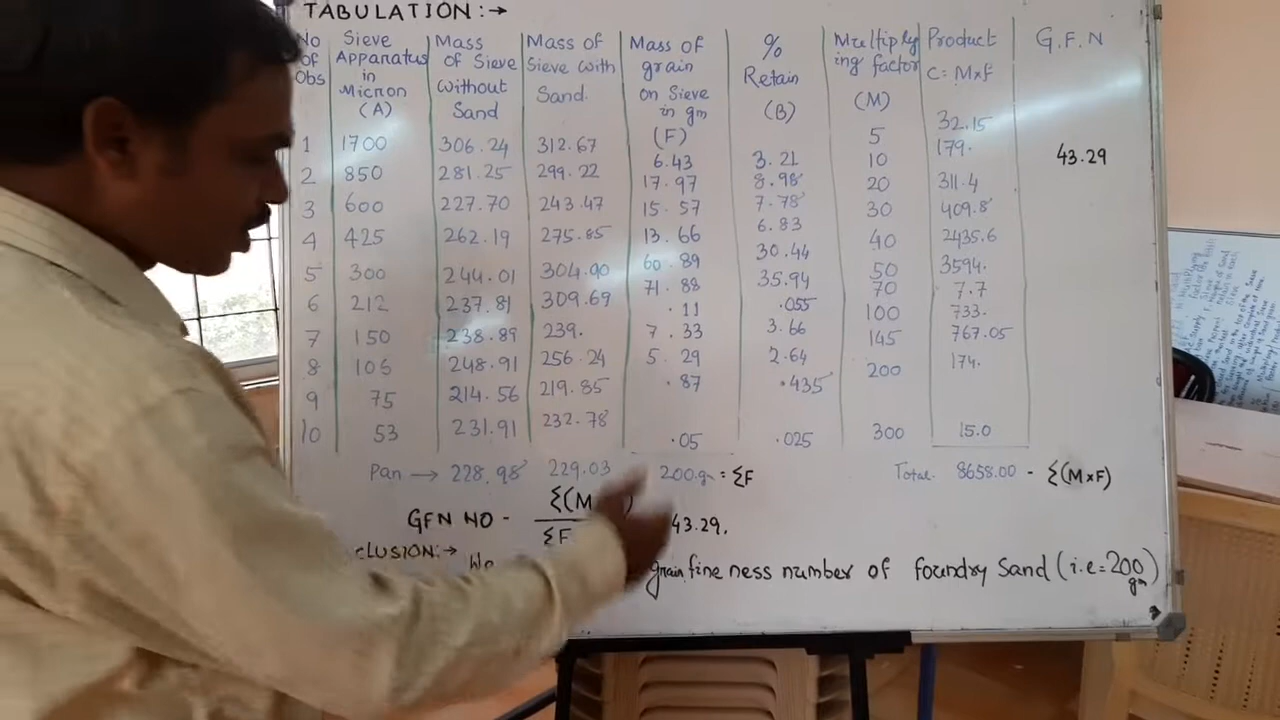 TABULATION:→
No of Obs | Sieve Apparatus in Micron (A) | Mass of Sieve without Sand | Mass of Sieve with Sand. | Mass of grain on Sieve in gm (F) | % Retain (B) | Multiplying factor (M) | Product C = M×F | G.F.N
1 | 1700 | 306.24 | 312.67 | 6.43 | 3.21 | 5 | 32.15 | 43.29
2 | 850 | 281.25 | 299.22 | 17.97 | 8.98 | 10 | 179.
3 | 600 | 227.70 | 243.47 | 15.57 | 7.78 | 20 | 311.4
4 | 425 | 262.19 | 275.85 | 13.66 | 6.83 | 30 | 409.8
5 | 300 | 244.01 | 304.90 | 60.89 | 30.44 | 40 | 2435.6
6 | 212 | 237.81 | 309.69 | 71.88 | 35.94 | 50 | 3594.
7 | 150 | 238.89 | 239. | .11 | .055 | 70 | 7.7
8 | 105 | 248.91 | 256.24 | 7.33 | 3.66 | 100 | 733.
9 | 75 | 214.56 | 219.85 | 5.29 | 2.64 | 145 | 767.05
10 | 53 | 231.91 | 232.78 | .87 | .435 | 200 | 174.
Pan → 228.98 | 229.03 | .05 | .025 | 300 | 15.0
200.gm = ΣF Total. 8658.00 - Σ(M×F)
GFN NO - Σ(M
ΣF
43.29.
CLUSION:→ We
grain fine ness number of foundry Sand (i.e = 200 gm)